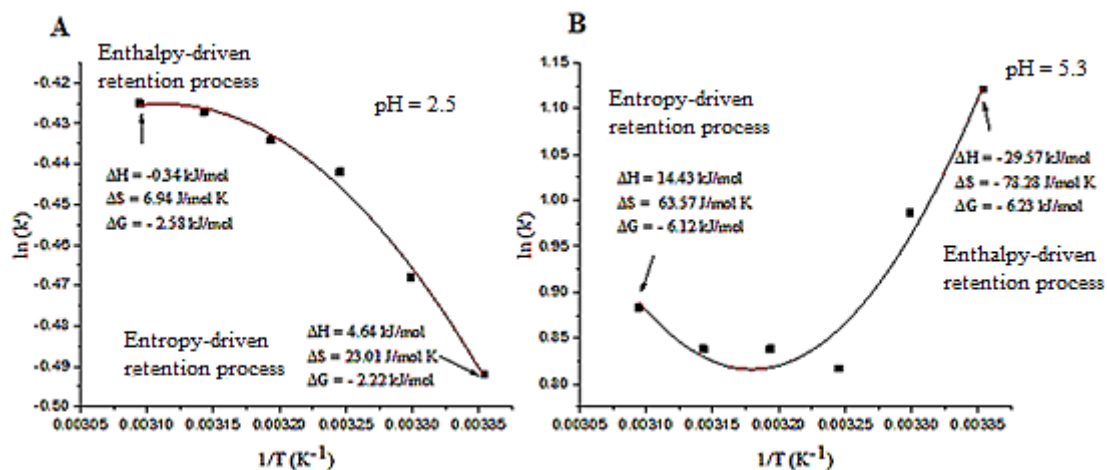 A
Enthalpy-driven
retention process
pH = 2.5
-0.42
-0.43
-0.44
-0.45
-0.46
-0.47
-0.48
-0.49
-0.50
ln (k)
ΔH = -0.34 kJ/mol
ΔS = 6.94 J/mol K
ΔG = - 2.58 kJ/mol
Entropy-driven
retention process
ΔH = 4.64 kJ/mol
ΔS = 23.01 J/mol K
ΔG = - 2.22 kJ/mol
0.00305 0.00310 0.00315 0.00320 0.00325 0.00330 0.00335
1/T (K⁻¹)
B
pH = 5.3
1.15
1.10
1.05
1.00
0.95
0.90
0.85
0.80
ln (k)
Entropy-driven
retention process
ΔH = 14.43 kJ/mol
ΔS = 63.57 J/mol K
ΔG = - 6.12 kJ/mol
ΔH = - 29.57 kJ/mol
ΔS = - 78.28 J/mol K
ΔG = - 6.23 kJ/mol
Enthalpy-driven
retention process
0.00305 0.00310 0.00315 0.00320 0.00325 0.00330 0.00335
1/T (K⁻¹)